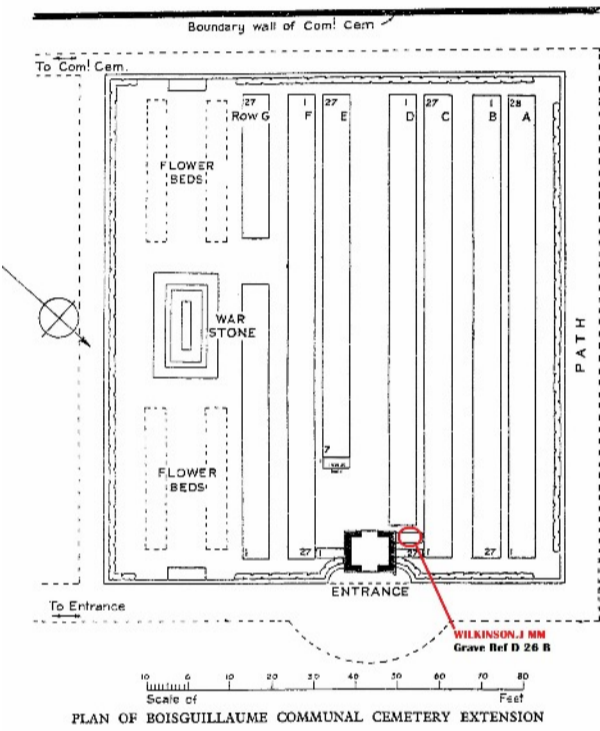 Boundary wall of Com! Cem
To Com! Cem.
27 1 27 1 27 1 28
Row G F E D C B A
FLOWER
BEDS
WAR
STONE
PATH
7
FLOWER
BEDS
1 27 1 27 1 27 1
ENTRANCE
To Entrance
WILKINSON.J MM
Grave Ref D 26 B
10 0 10 20 30 40 50 60 70 80
Scale of Feet
PLAN OF BOISGUILLAUME COMMUNAL CEMETERY EXTENSION